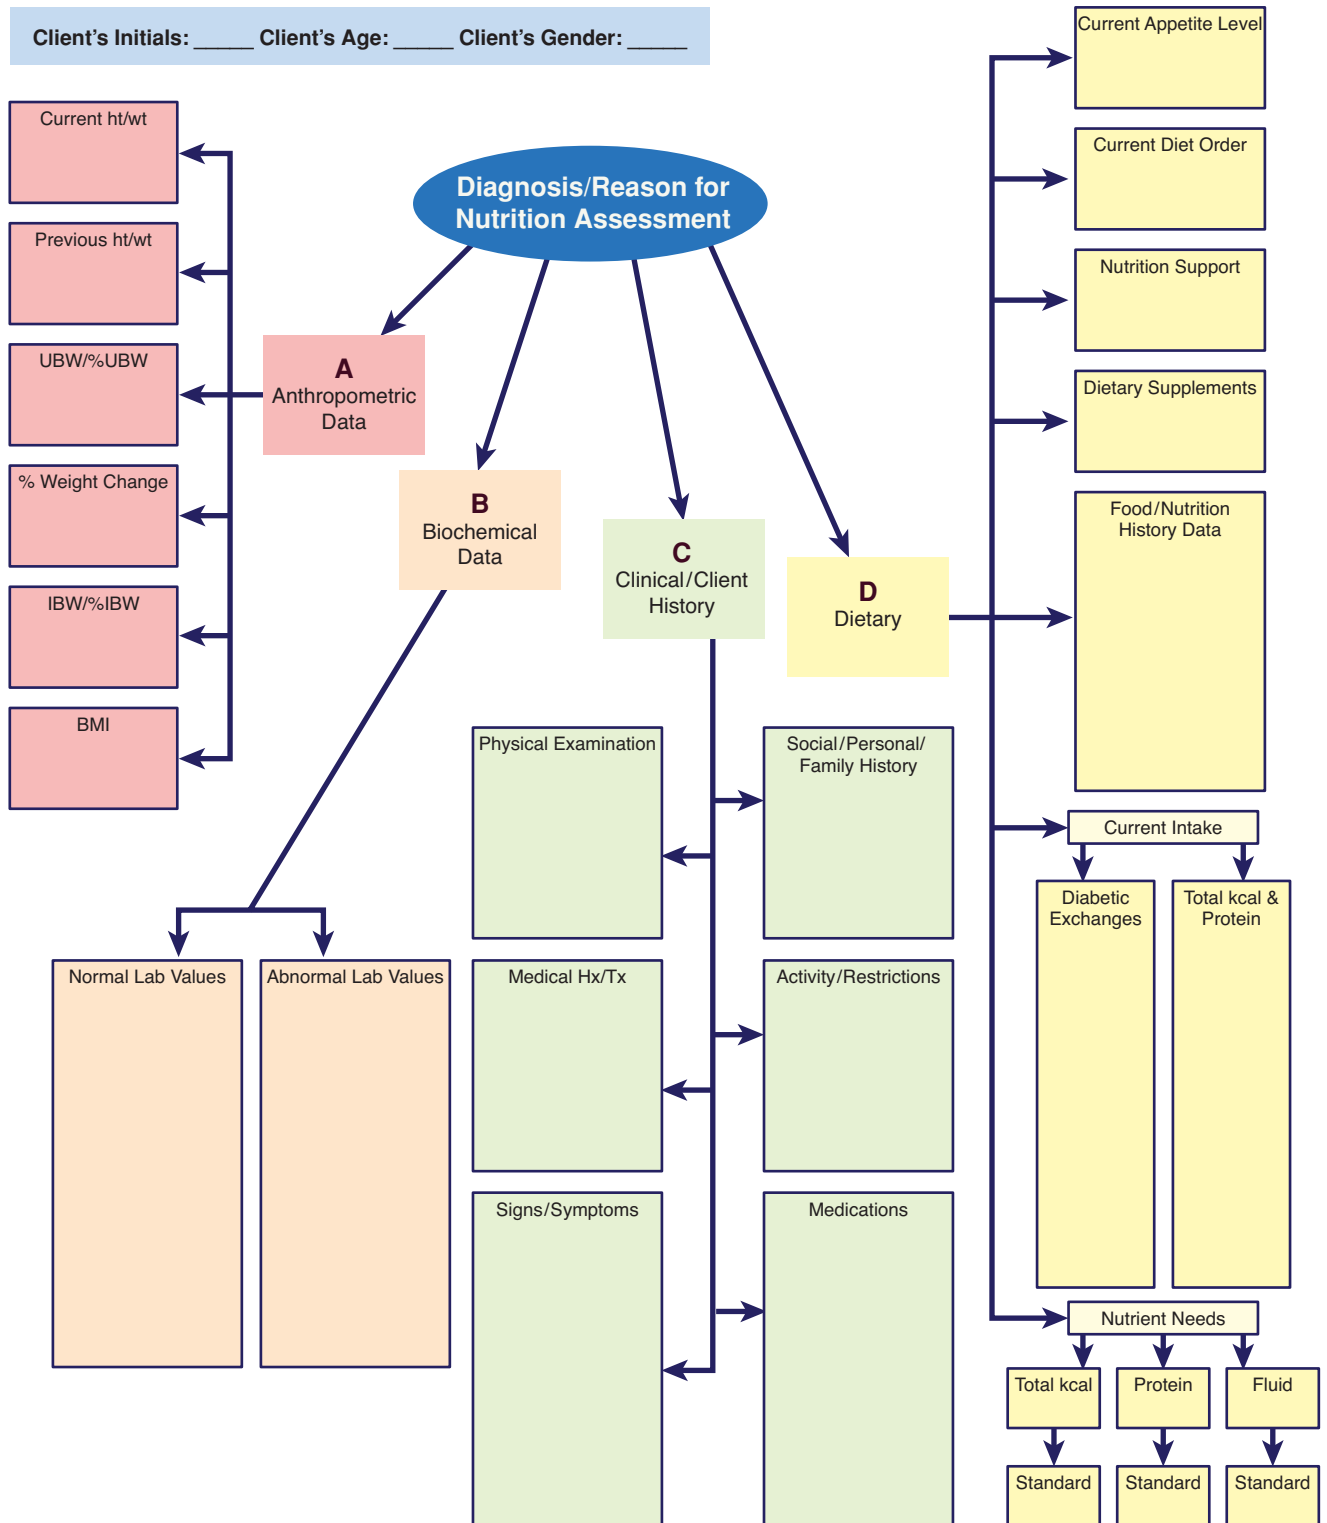 Client's Initials: _____ Client's Age: _____ Client's Gender: _____
Diagnosis/Reason for
Nutrition Assessment
A
Anthropometric
Data
Current ht/wt
Previous ht/wt
UBW/%UBW
% Weight Change
IBW/%IBW
BMI
B
Biochemical
Data
Normal Lab Values
Abnormal Lab Values
C
Clinical/Client
History
Physical Examination
Social/Personal/
Family History
Medical Hx/Tx
Activity/Restrictions
Signs/Symptoms
Medications
D
Dietary
Current Appetite Level
Current Diet Order
Nutrition Support
Dietary Supplements
Food/Nutrition
History Data
Current Intake
Diabetic
Exchanges
Total kcal &
Protein
Nutrient Needs
Total kcal
Protein
Fluid
Standard
Standard
Standard